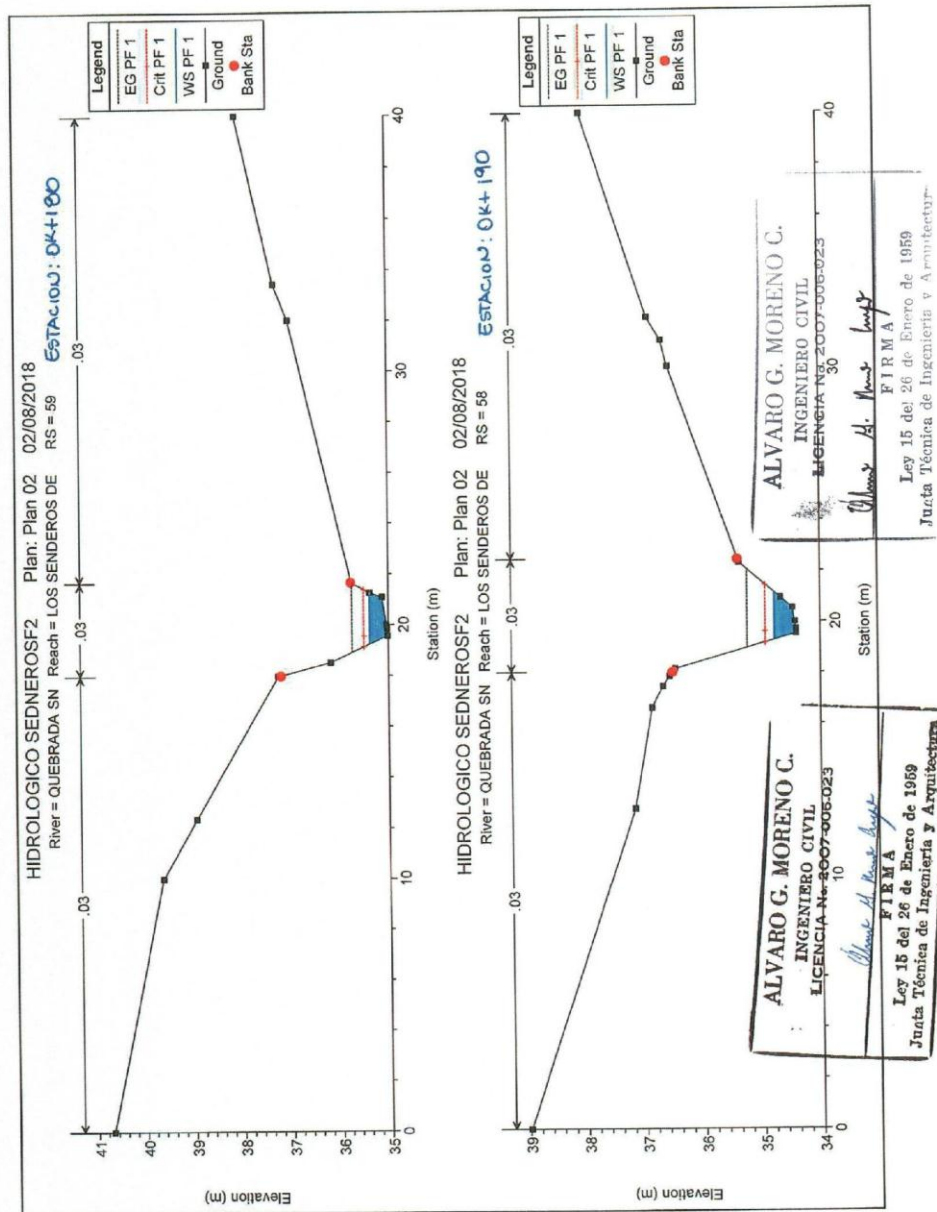 HIDROLOGICO SEDNEROSF2 Plan: Plan 02 02/08/2018
River = QUEBRADA SN Reach = LOS SENDEROS DE RS = 59
ESTACION: 0K+180
.03
.03
.03
Legend
EG PF 1
Crit PF 1
WS PF 1
Ground
Bank Sta
Elevation (m)
41
40
39
38
37
36
35
0
10
20
30
40
Station (m)
HIDROLOGICO SEDNEROSF2 Plan: Plan 02 02/08/2018
River = QUEBRADA SN Reach = LOS SENDEROS DE RS = 58
ESTACION: 0K+190
.03
.03
.03
Legend
EG PF 1
Crit PF 1
WS PF 1
Ground
Bank Sta
Elevation (m)
39
38
37
36
35
34
0
10
20
30
40
Station (m)
ALVARO G. MORENO C.
INGENIERO CIVIL
LICENCIA No. 2007-006-023
FIRMA
Ley 15 del 26 de Enero de 1959
Junta Técnica de Ingeniería y Arquitectura
ALVARO G. MORENO C.
INGENIERO CIVIL
LICENCIA No. 2007-006-023
FIRMA
Ley 15 del 26 de Enero de 1959
Junta Técnica de Ingeniería y Arquitectur